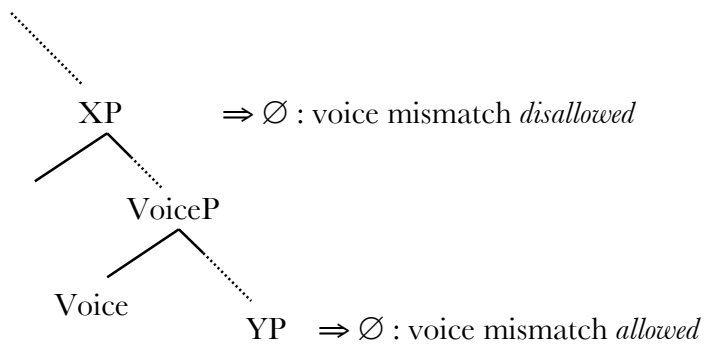 XP ⇒ ∅ : voice mismatch disallowed
VoiceP
Voice
YP ⇒ ∅ : voice mismatch allowed